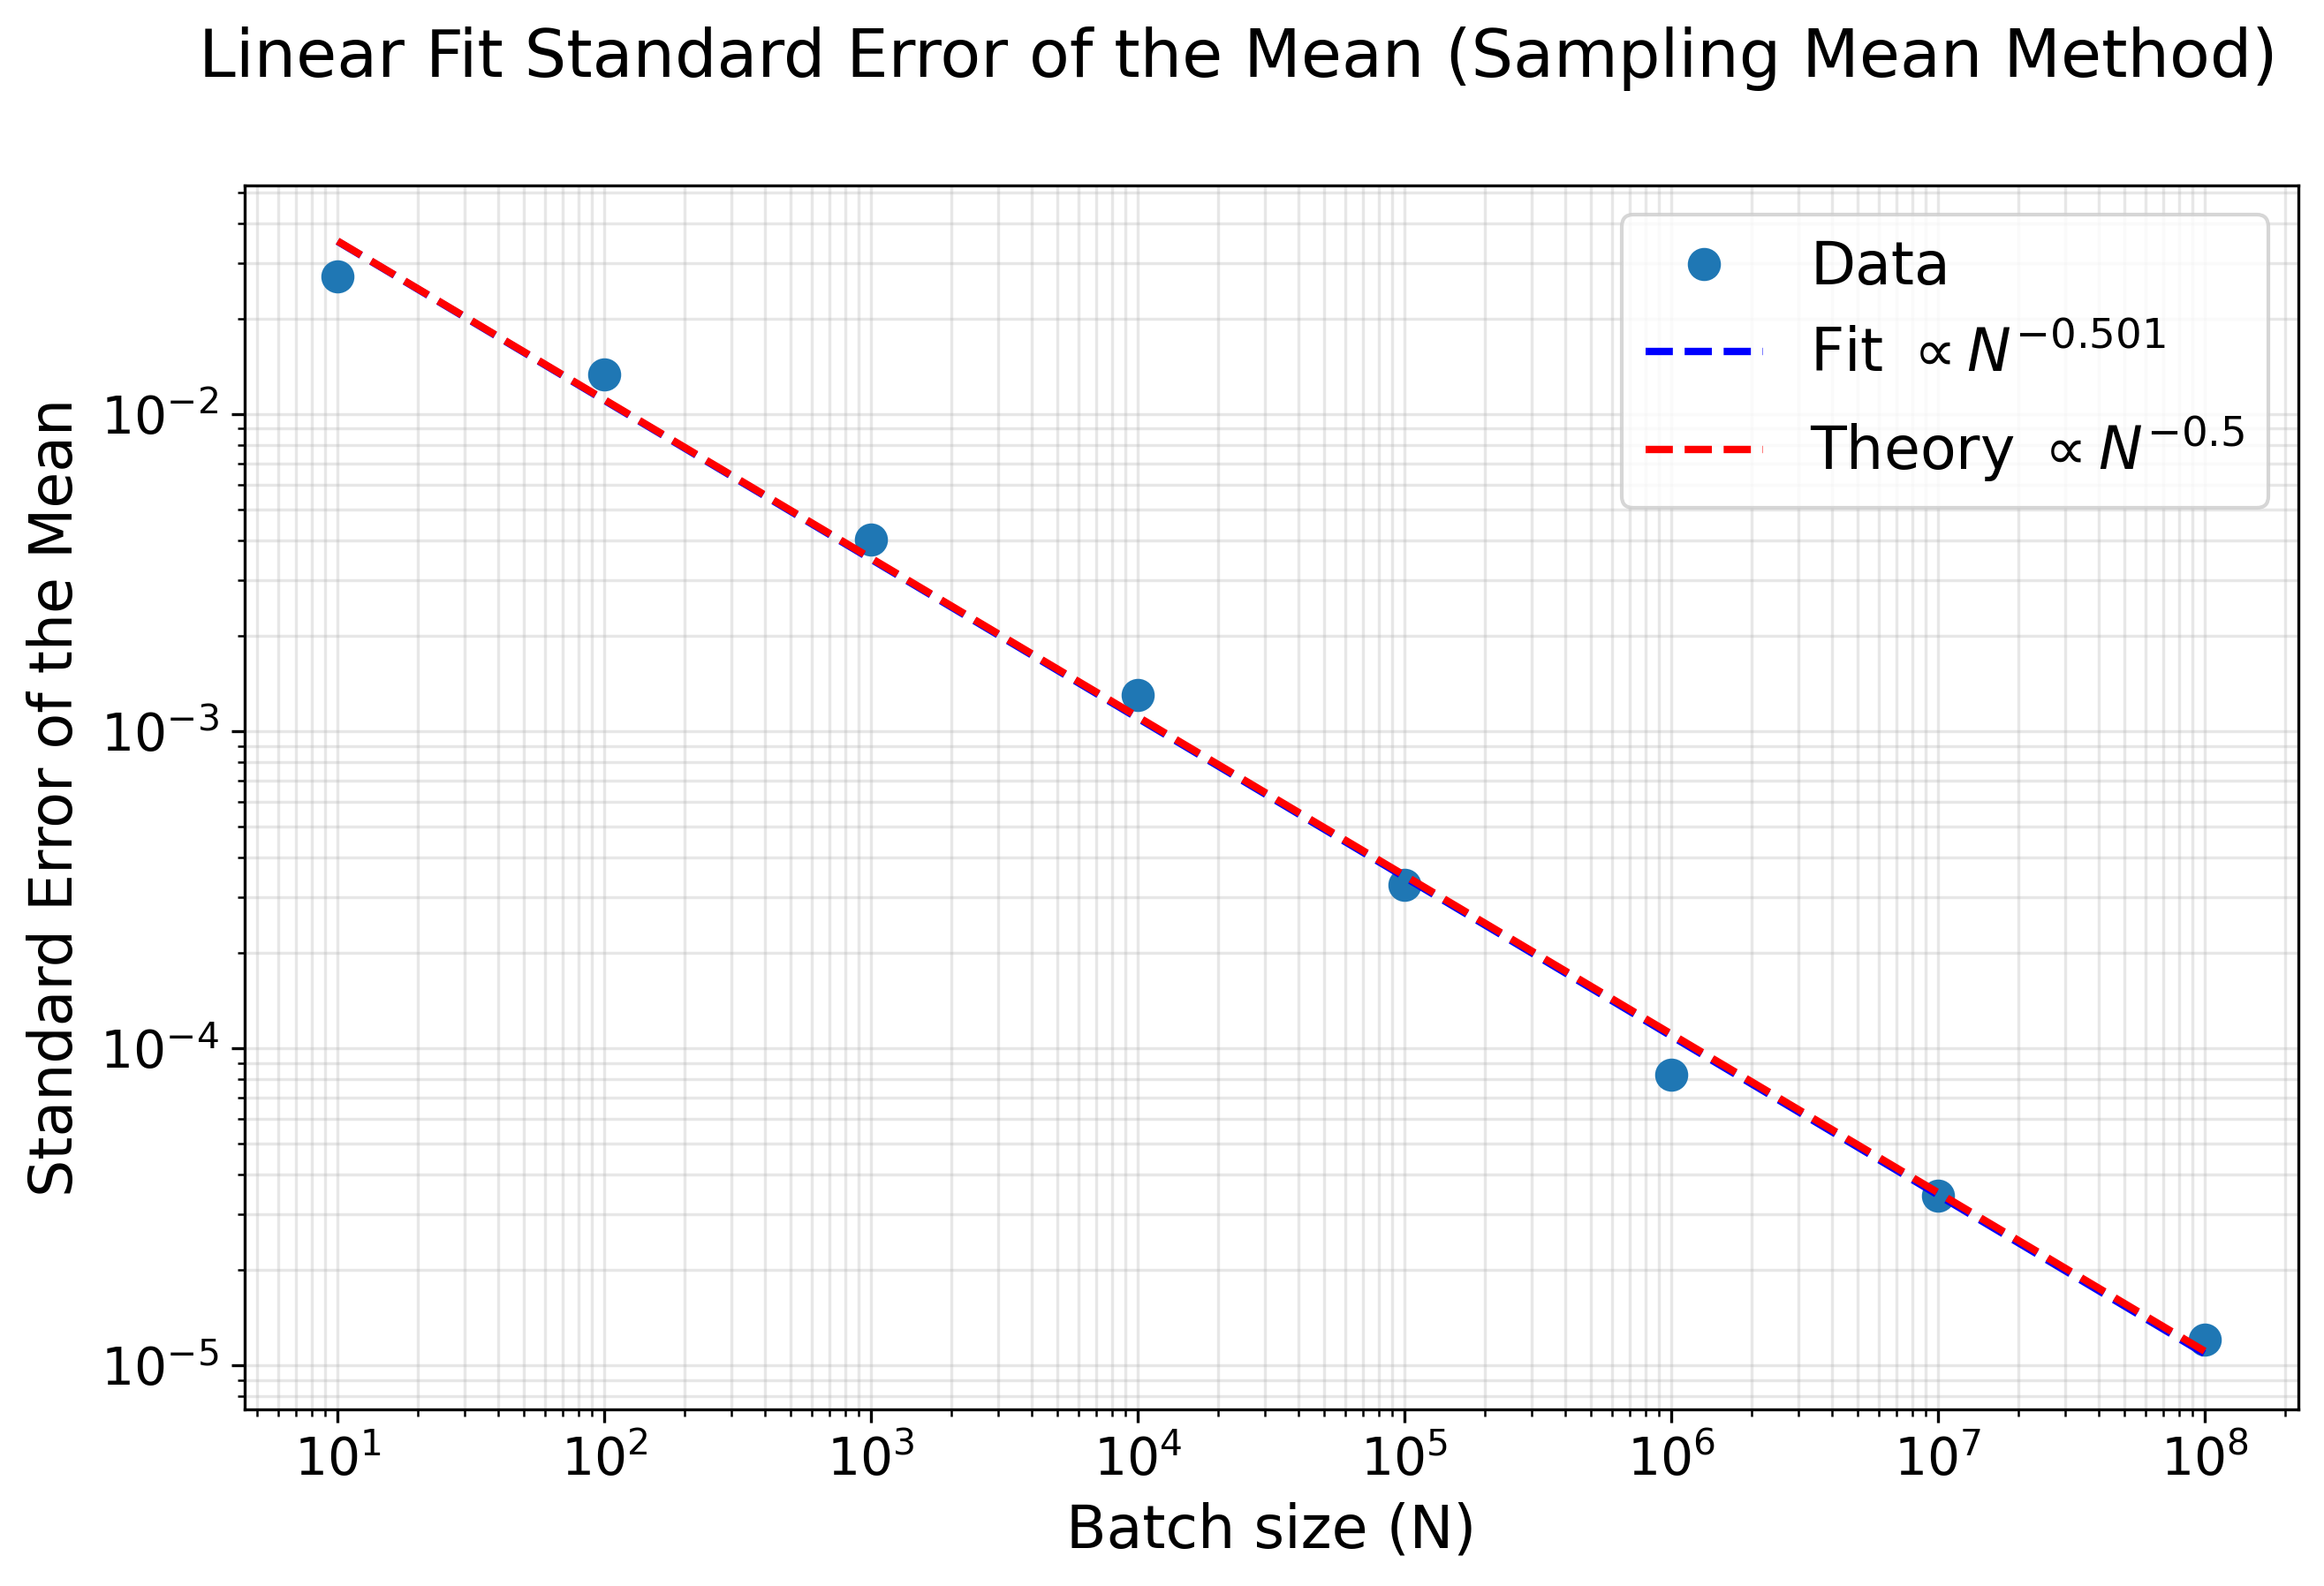 Linear Fit Standard Error of the Mean (Sampling Mean Method)
Data
Fit ∝ N^{−0.501}
Theory ∝ N^{−0.5}
Standard Error of the Mean
10^{−2}
10^{−3}
10^{−4}
10^{−5}
10^1 10^2 10^3 10^4 10^5 10^6 10^7 10^8
Batch size (N)